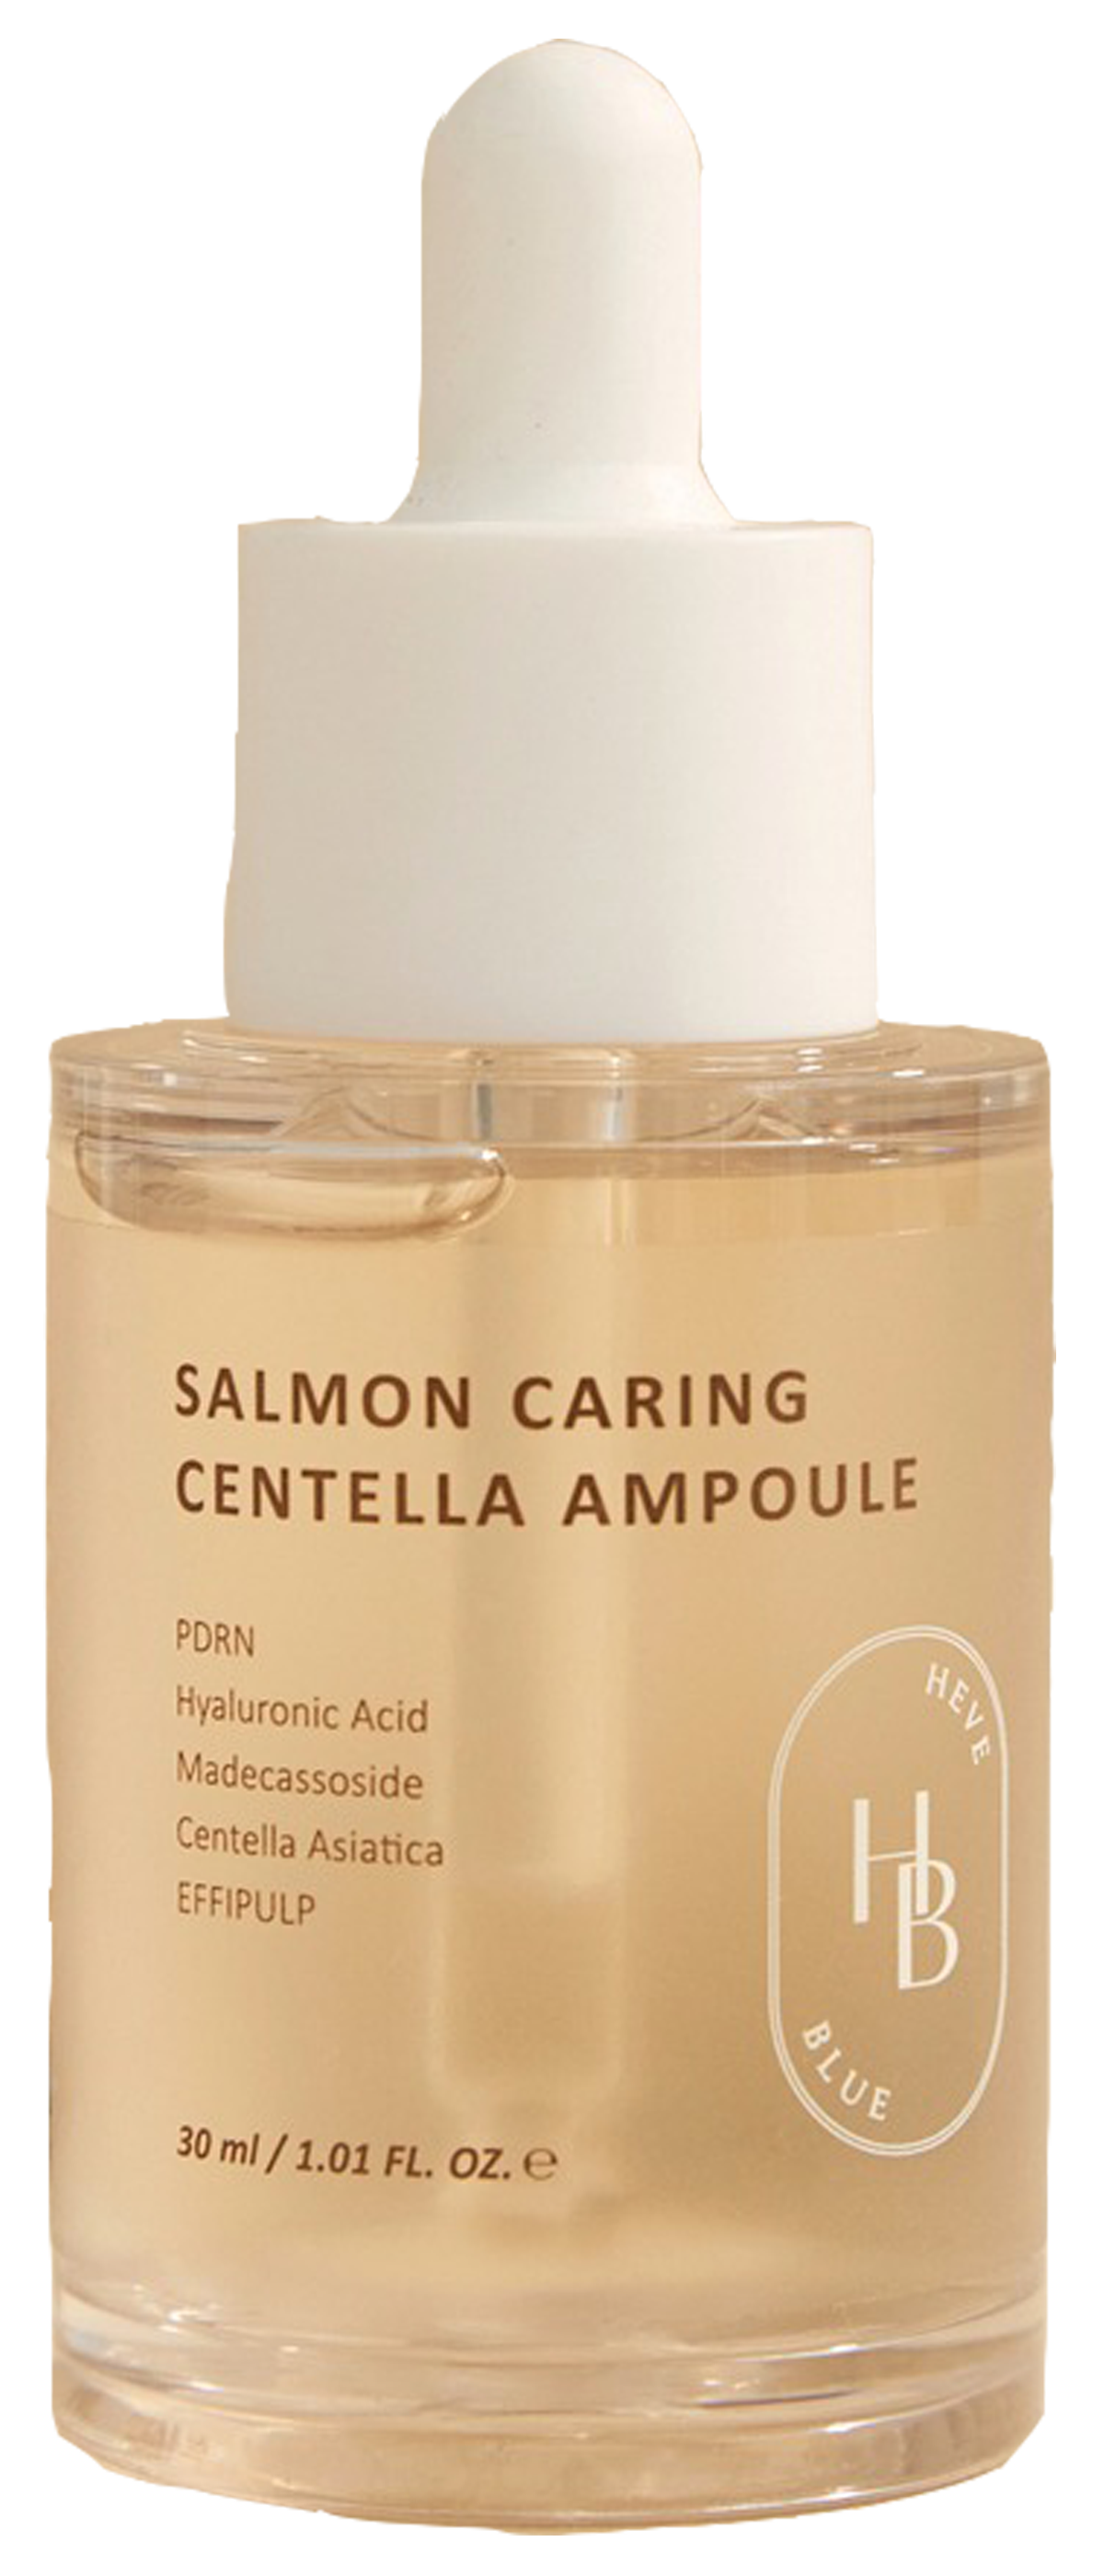 SALMON CARING
CENTELLA AMPOULE
PDRN
Hyaluronic Acid
Madecassoside
Centella Asiatica
EFFIPULP
HEVE
HB
BLUE
30 ml / 1.01 FL. OZ. ℮